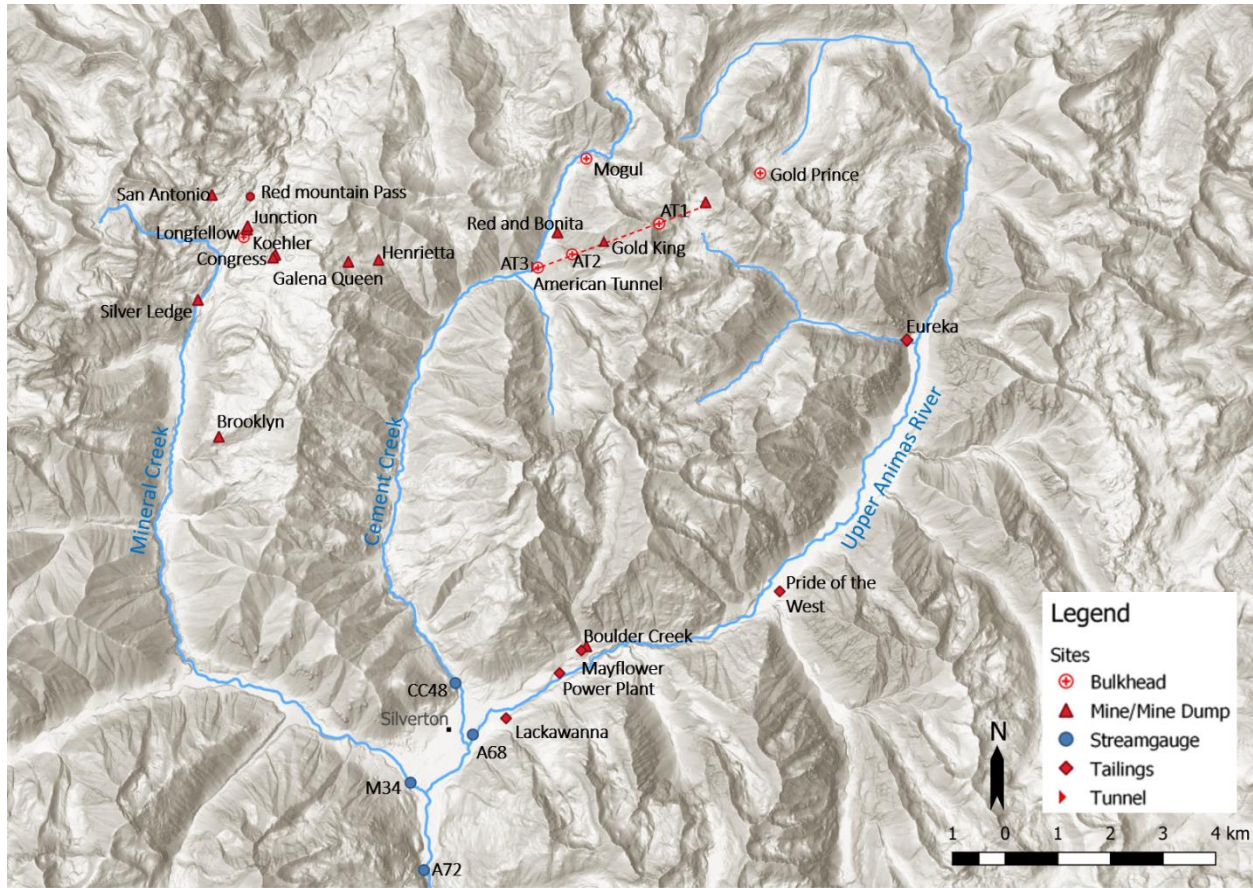 Mogul
Gold Prince
San Antonio
Red mountain Pass
AT1
Junction
Red and Bonita
Longfellow
Koehler
Gold King
Henrietta
Congress
AT2
AT3
Galena Queen
American Tunnel
Silver Ledge
Eureka
Brooklyn
Mineral Creek
Cement Creek
Upper Animas River
Pride of the
West
Boulder Creek
Mayflower
Power Plant
CC48
Silverton
Lackawanna
A68
M34
A72
Legend
Sites
Bulkhead
Mine/Mine Dump
Streamgauge
Tailings
Tunnel
N
1 0 1 2 3 4 km